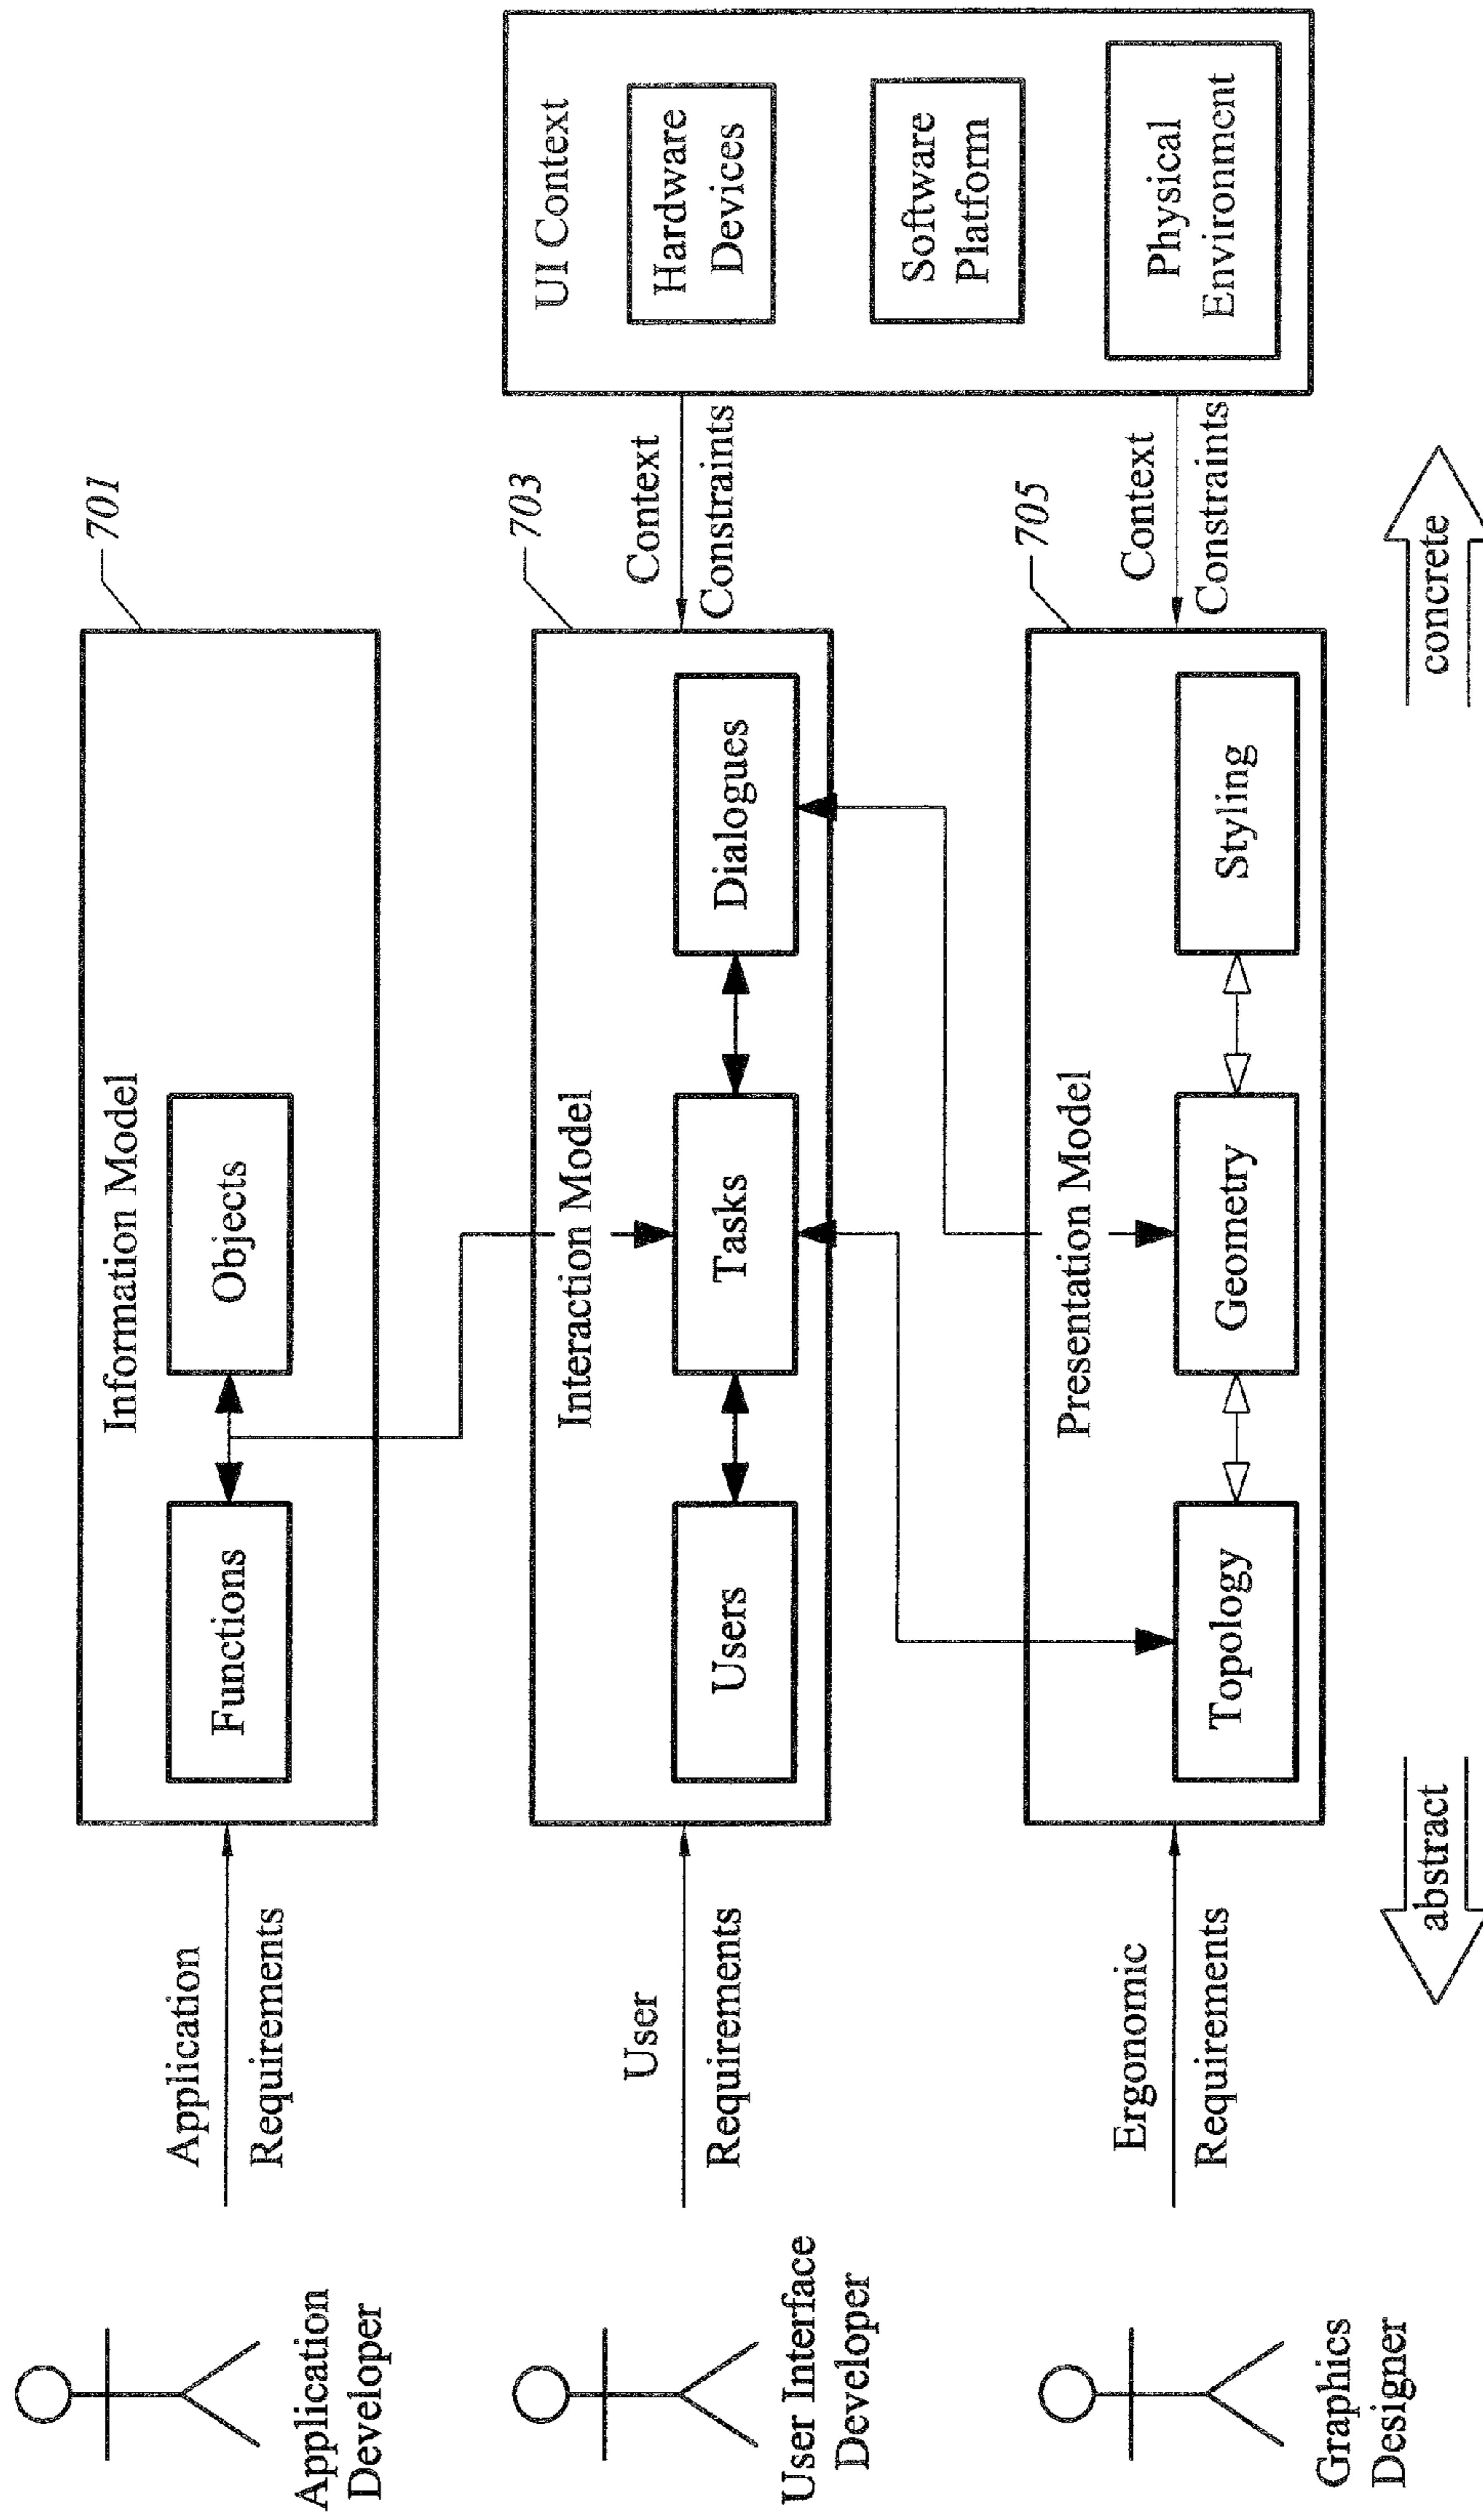 701
Information Model
Functions
Objects
Application
Requirements
Application
Developer
703
Interaction Model
Users
Tasks
Dialogues
User
Requirements
User Interface
Developer
Context
Constraints
UI Context
Hardware
Devices
Software
Platform
Physical
Environment
705
Presentation Model
Topology
Geometry
Styling
Ergonomic
Requirements
Graphics
Designer
Context
Constraints
abstract
concrete